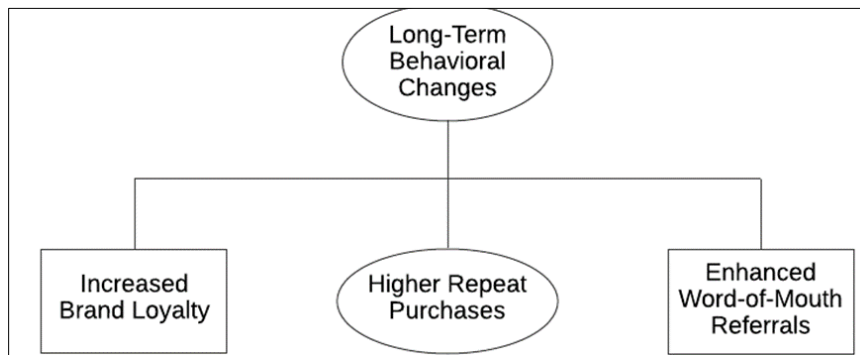 Long-Term
Behavioral
Changes
Increased
Brand Loyalty
Higher Repeat
Purchases
Enhanced
Word-of-Mouth
Referrals